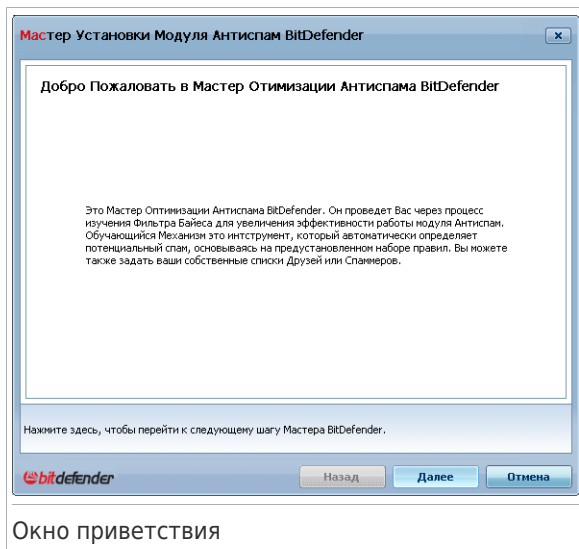 Мастер Установки Модуля Антиспам BitDefender
Добро Пожаловать в Мастер Отимизации Антиспама BitDefender
Это Мастер Оптимизации Антиспама BitDefender. Он проведет Вас через процесс
изучения Фильтра Байеса для увеличения эффективности работы модуля Антиспам.
Обучающийся Механизм это интструмент, который автоматически определяет
потенциальный спам, основываясь на предустановленном наборе правил. Вы можете
также задать ваши собственные списки Друзей или Спаммеров.
Нажмите здесь, чтобы перейти к следующему шагу Мастера BitDefender.
bitdefender
Назад
Далее
Отмена
Окно приветствия